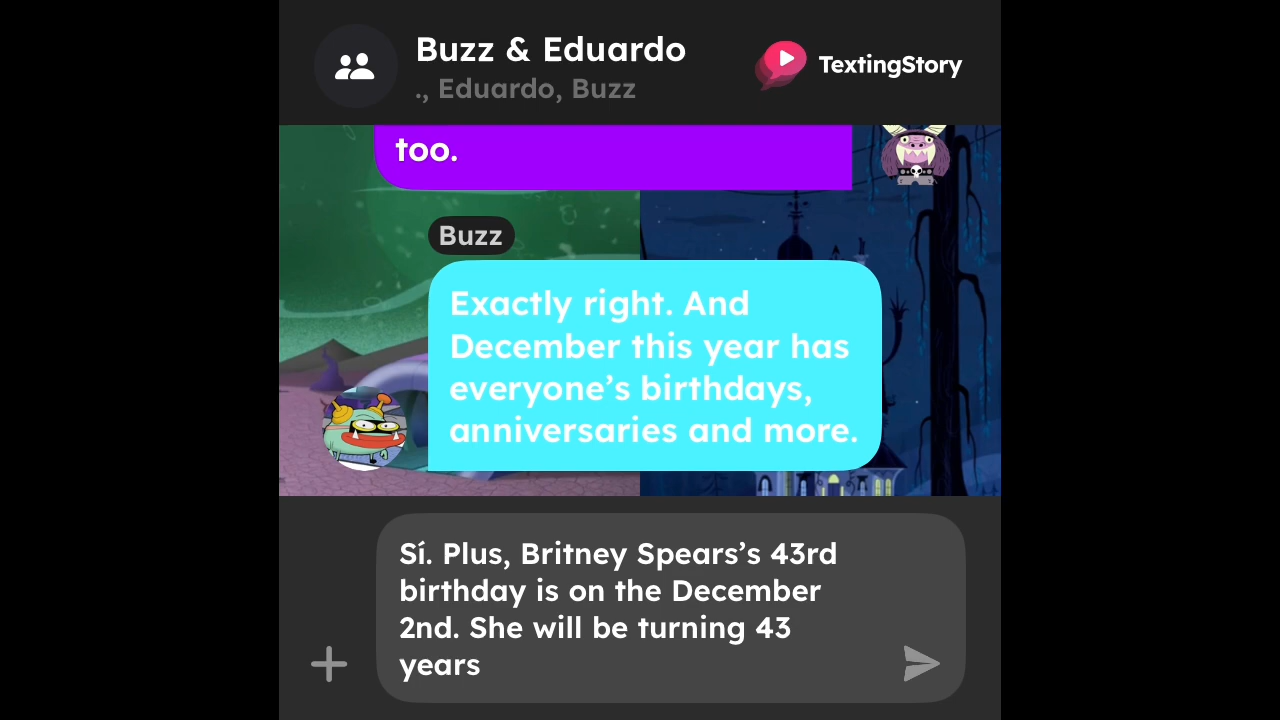 Buzz & Eduardo
., Eduardo, Buzz
TextingStory
too.
Buzz
Exactly right. And
December this year has
everyone’s birthdays,
anniversaries and more.
Sí. Plus, Britney Spears’s 43rd
birthday is on the December
2nd. She will be turning 43
years